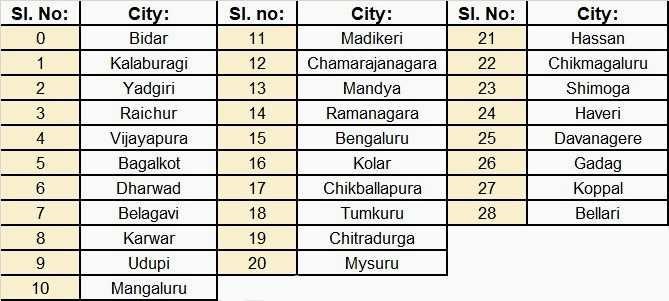 Sl. No: City: Sl. no: City: Sl. No: City:
0 Bidar 11 Madikeri 21 Hassan
1 Kalaburagi 12 Chamarajanagara 22 Chikmagaluru
2 Yadgiri 13 Mandya 23 Shimoga
3 Raichur 14 Ramanagara 24 Haveri
4 Vijayapura 15 Bengaluru 25 Davanagere
5 Bagalkot 16 Kolar 26 Gadag
6 Dharwad 17 Chikballapura 27 Koppal
7 Belagavi 18 Tumkuru 28 Bellari
8 Karwar 19 Chitradurga
9 Udupi 20 Mysuru
10 Mangaluru